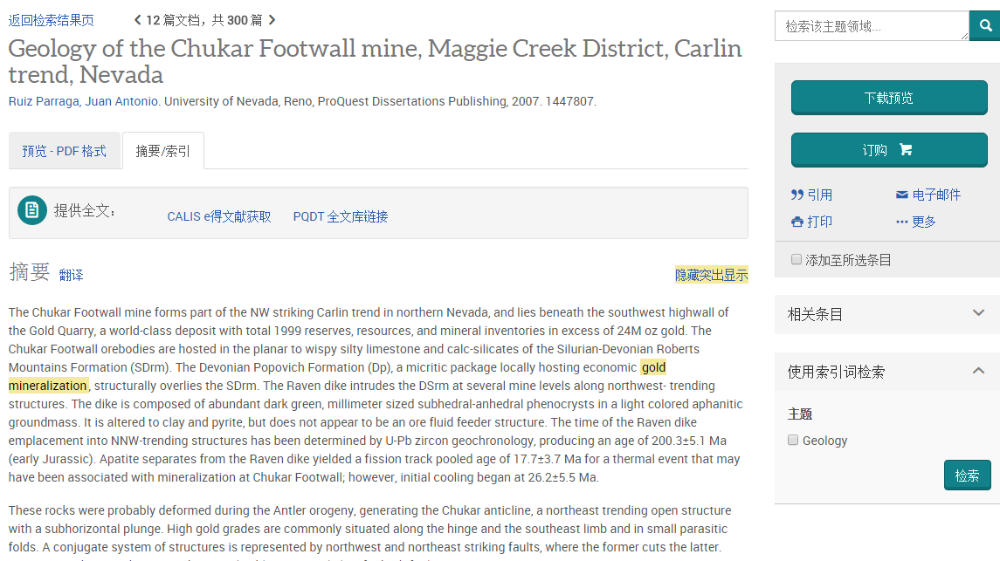 返回检索结果页
12 篇文档，共 300 篇
Geology of the Chukar Footwall mine, Maggie Creek District, Carlin
trend, Nevada
Ruiz Parraga, Juan Antonio. University of Nevada, Reno, ProQuest Dissertations Publishing, 2007. 1447807.
预览 - PDF 格式
摘要/索引
提供全文：
CALIS e得文献获取
PQDT 全文库链接
摘要 翻译
隐藏突出显示
The Chukar Footwall mine forms part of the NW striking Carlin trend in northern Nevada, and lies beneath the southwest highwall of
the Gold Quarry, a world-class deposit with total 1999 reserves, resources, and mineral inventories in excess of 24M oz gold. The
Chukar Footwall orebodies are hosted in the planar to wispy silty limestone and calc-silicates of the Silurian-Devonian Roberts
Mountains Formation (SDrm). The Devonian Popovich Formation (Dp), a micritic package locally hosting economic gold
mineralization, structurally overlies the SDrm. The Raven dike intrudes the DSrm at several mine levels along northwest- trending
structures. The dike is composed of abundant dark green, millimeter sized subhedral-anhedral phenocrysts in a light colored aphanitic
groundmass. It is altered to clay and pyrite, but does not appear to be an ore fluid feeder structure. The time of the Raven dike
emplacement into NNW-trending structures has been determined by U-Pb zircon geochronology, producing an age of 200.3±5.1 Ma
(early Jurassic). Apatite separates from the Raven dike yielded a fission track pooled age of 17.7±3.7 Ma for a thermal event that may
have been associated with mineralization at Chukar Footwall; however, initial cooling began at 26.2±5.5 Ma.
These rocks were probably deformed during the Antler orogeny, generating the Chukar anticline, a northeast trending open structure
with a subhorizontal plunge. High gold grades are commonly situated along the hinge and the southeast limb and in small parasitic
folds. A conjugate system of structures is represented by northwest and northeast striking faults, where the former cuts the latter.
检索该主题领域...
下载预览
订购
引用
电子邮件
打印
更多
添加至所选条目
相关条目
使用索引词检索
主题
Geology
检索